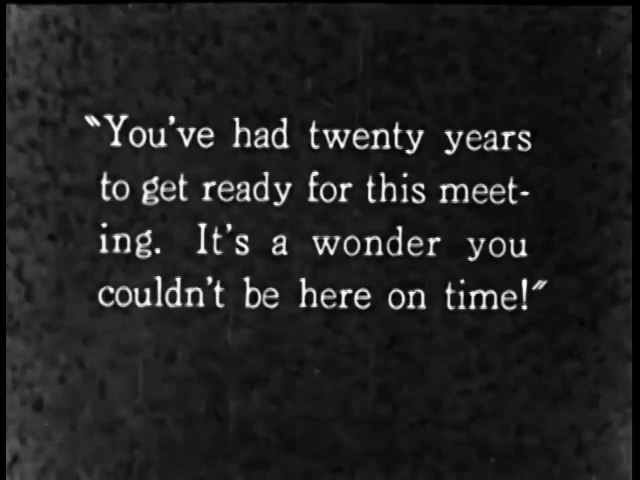 "You've had twenty years
to get ready for this meet-
ing. It's a wonder you
couldn't be here on time!"